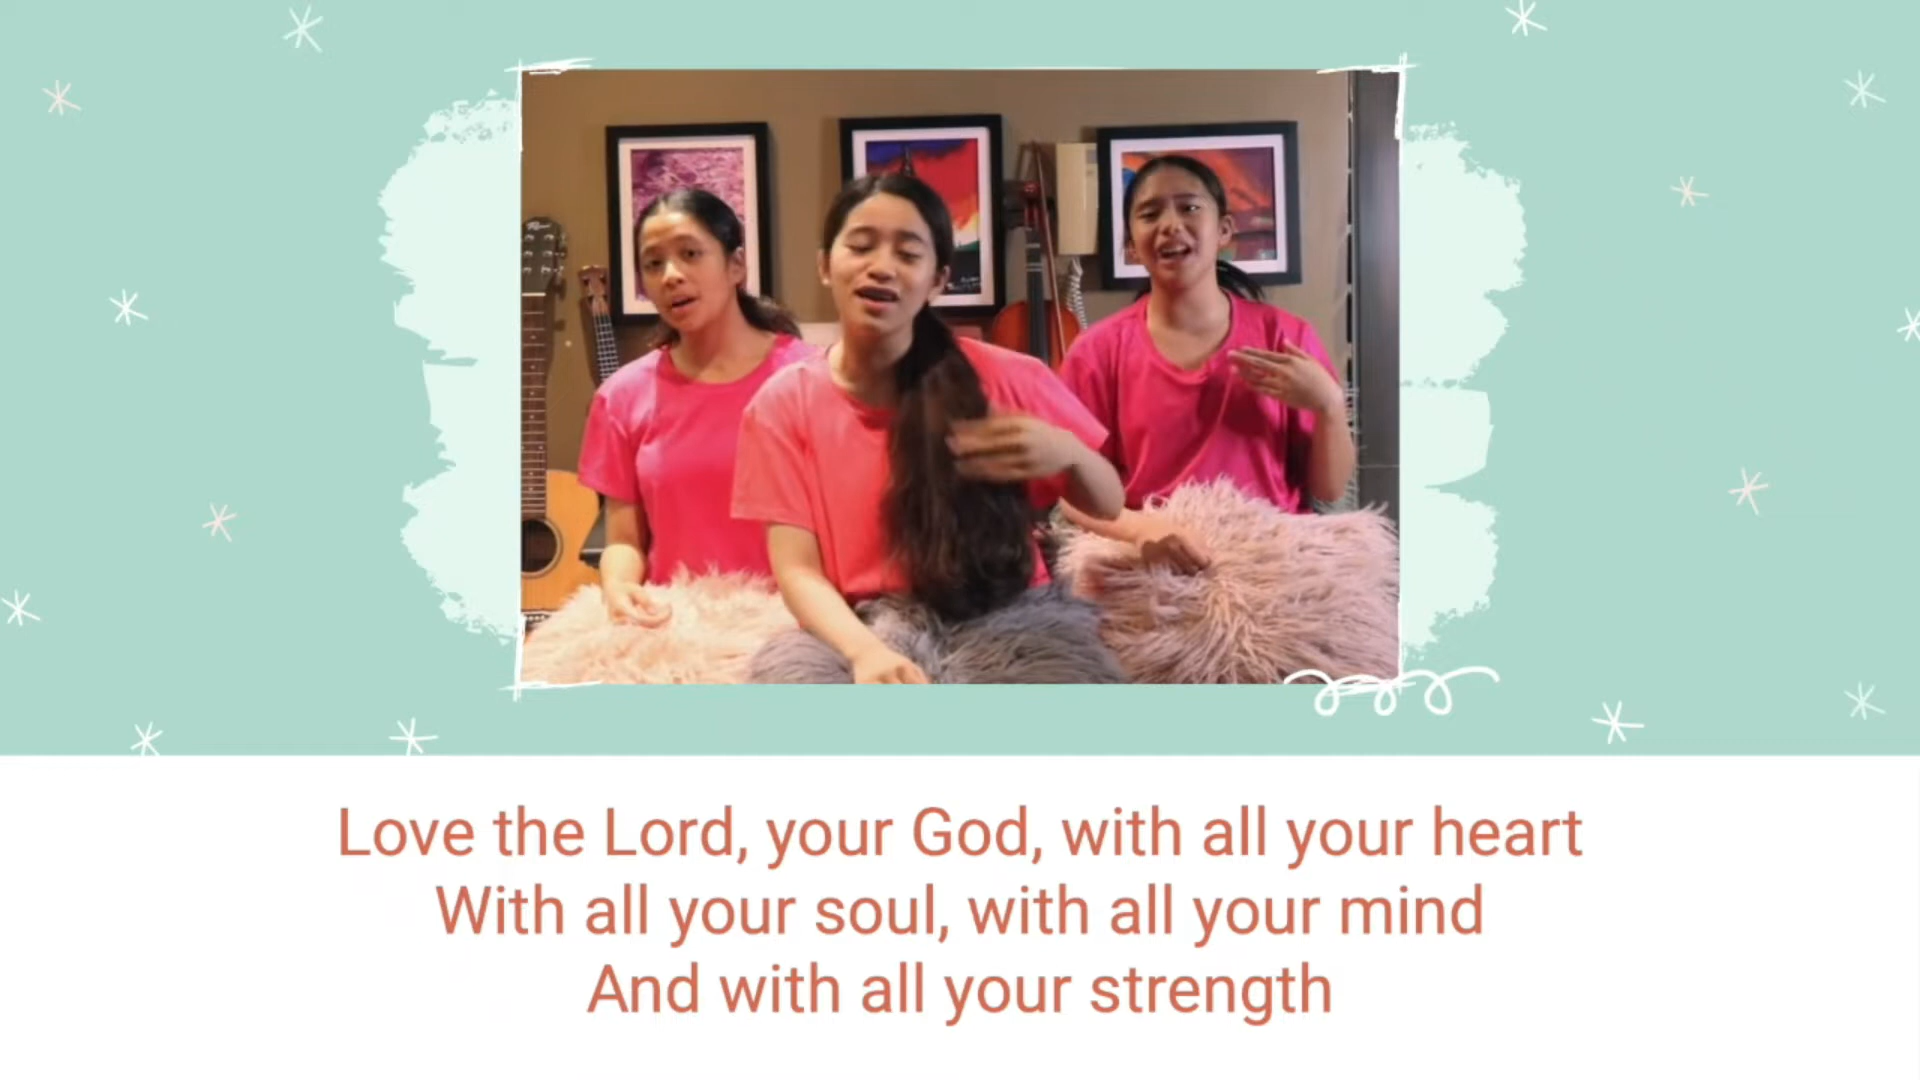 Love the Lord, your God, with all your heart
With all your soul, with all your mind
And with all your strength